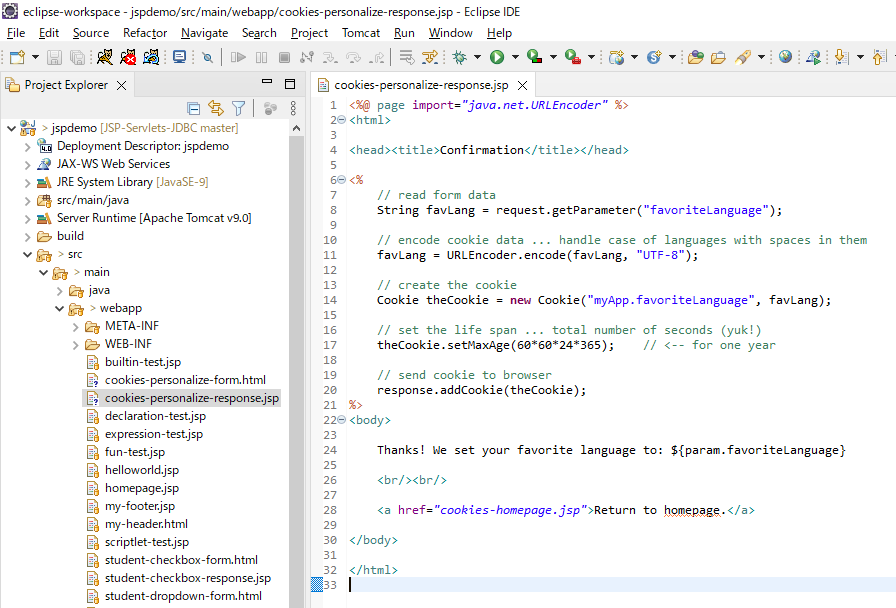 eclipse-workspace - jspdemo/src/main/webapp/cookies-personalize-response.jsp - Eclipse IDE
File Edit Source Refactor Navigate Search Project Tomcat Run Window Help
Project Explorer
> jspdemo [JSP-Servlets-JDBC master]
Deployment Descriptor: jspdemo
JAX-WS Web Services
JRE System Library [JavaSE-9]
src/main/java
Server Runtime [Apache Tomcat v9.0]
build
> src
> main
java
> webapp
META-INF
WEB-INF
builtin-test.jsp
cookies-personalize-form.html
cookies-personalize-response.jsp
declaration-test.jsp
expression-test.jsp
fun-test.jsp
helloworld.jsp
homepage.jsp
my-footer.jsp
my-header.html
scriptlet-test.jsp
student-checkbox-form.html
student-checkbox-response.jsp
student-dropdown-form.html
cookies-personalize-response.jsp
1 <%@ page import="java.net.URLEncoder" %>
2 <html>
3
4 <head><title>Confirmation</title></head>
5
6 <%
7     // read form data
8     String favLang = request.getParameter("favoriteLanguage");
9
10     // encode cookie data ... handle case of languages with spaces in them
11     favLang = URLEncoder.encode(favLang, "UTF-8");
12
13     // create the cookie
14     Cookie theCookie = new Cookie("myApp.favoriteLanguage", favLang);
15
16     // set the life span ... total number of seconds (yuk!)
17     theCookie.setMaxAge(60*60*24*365);    // <-- for one year
18
19     // send cookie to browser
20     response.addCookie(theCookie);
21 %>
22 <body>
23
24     Thanks! We set your favorite language to: ${param.favoriteLanguage}
25
26     <br/><br/>
27
28     <a href="cookies-homepage.jsp">Return to homepage.</a>
29
30 </body>
31
32 </html>
33